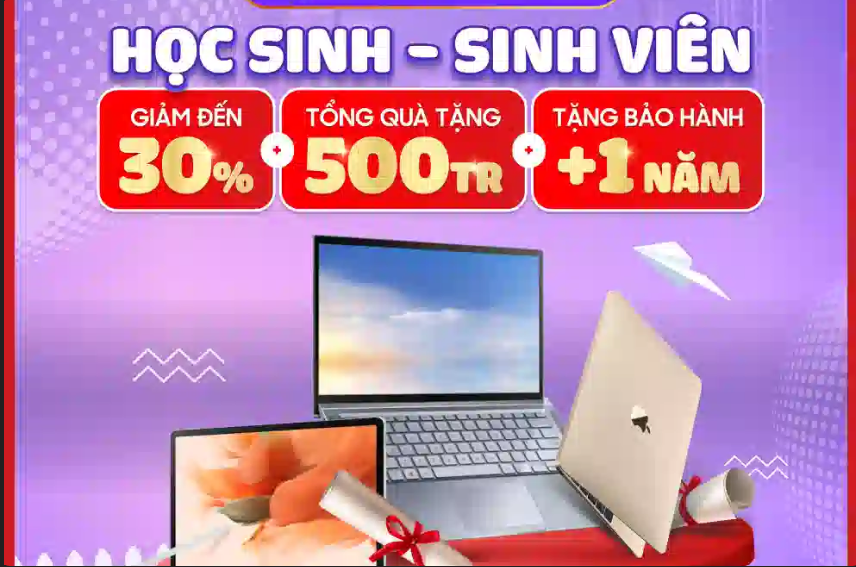 HỌC SINH - SINH VIÊN
GIẢM ĐẾN
30%
+
TỔNG QUÀ TẶNG
500TR
+
TẶNG BẢO HÀNH
+1 NĂM